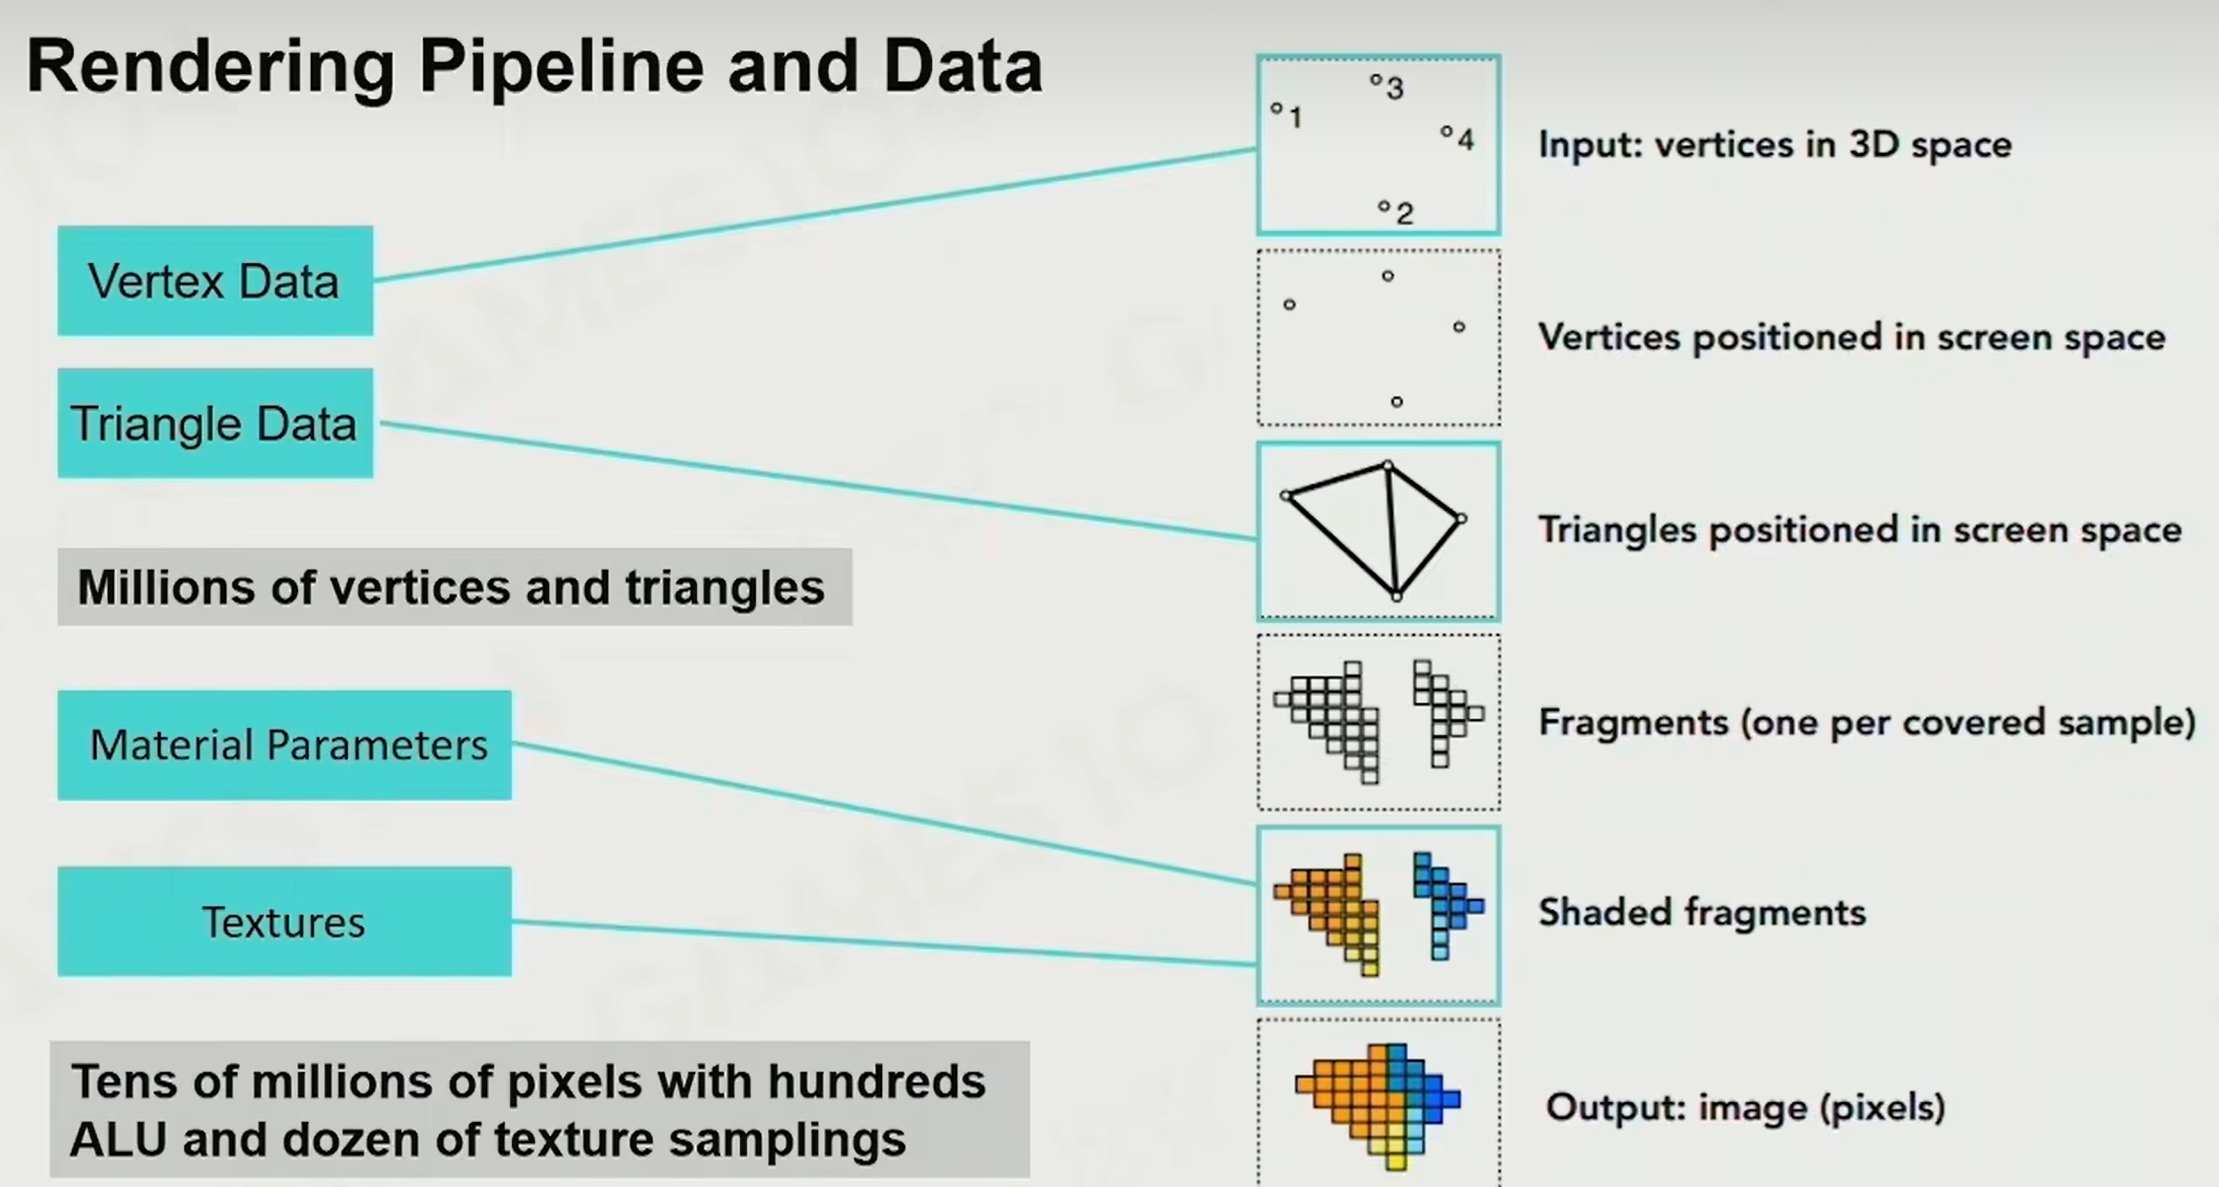 Rendering Pipeline and Data
3
1
4
2
Input: vertices in 3D space
Vertex Data
Vertices positioned in screen space
Triangle Data
Triangles positioned in screen space
Millions of vertices and triangles
Fragments (one per covered sample)
Material Parameters
Shaded fragments
Textures
Tens of millions of pixels with hundreds
ALU and dozen of texture samplings
Output: image (pixels)